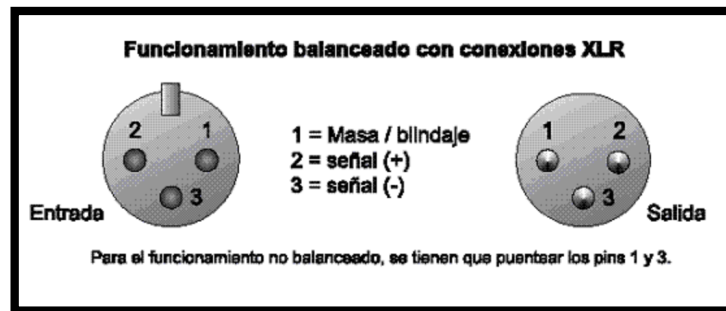 Funcionamiento balanceado con conexiones XLR
2 1
3
Entrada
1 = Masa / blindaje
2 = señal (+)
3 = señal (-)
1 2
3
Salida
Para el funcionamiento no balanceado, se tienen que puentear los pins 1 y 3.